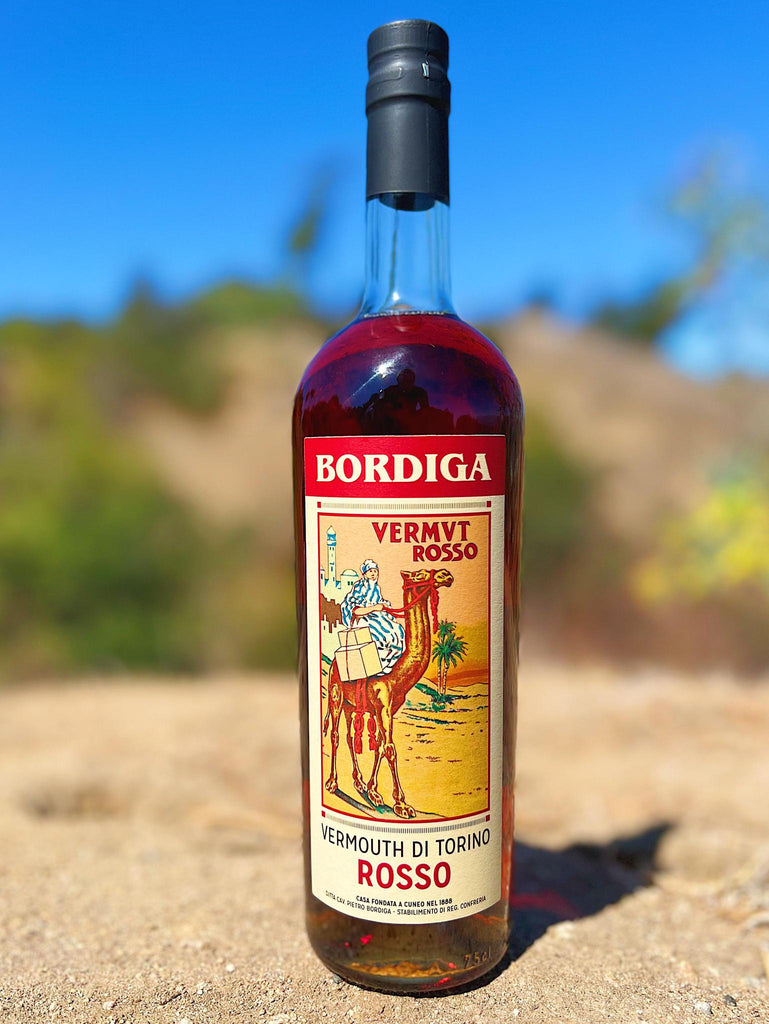 BORDIGA
VERMVT
ROSSO
VERMOUTH DI TORINO
ROSSO
CASA FONDATA A CUNEO NEL 1888
DITTA CAV. PIETRO BORDIGA - STABILIMENTO DI REG. CONFRERIA
75cl